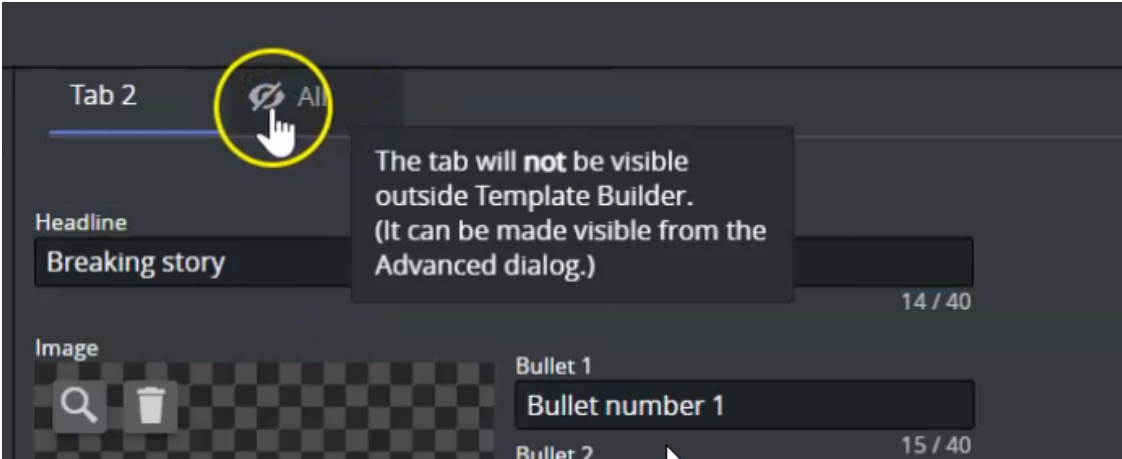 Tab 2
All
The tab will not be visible
outside Template Builder.
(It can be made visible from the
Advanced dialog.)
Headline
Breaking story
14 / 40
Image
Bullet 1
Bullet number 1
15 / 40
Bullet 2